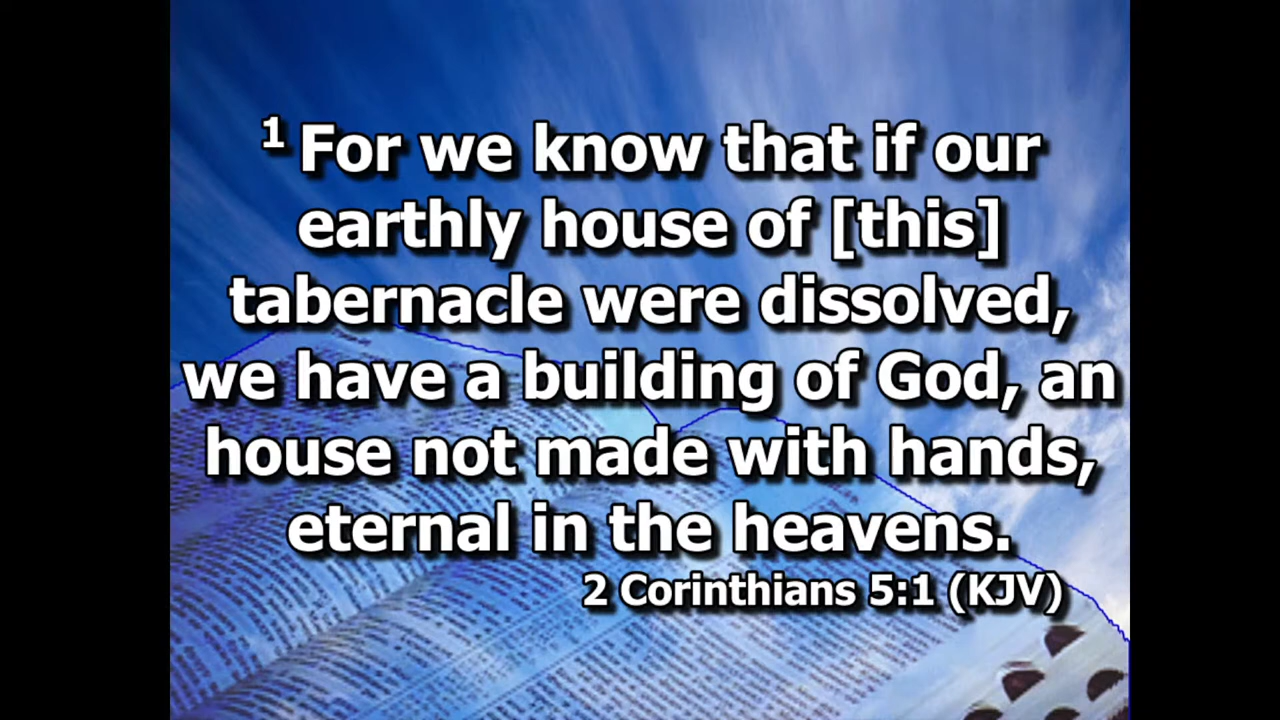 1 For we know that if our
earthly house of [this]
tabernacle were dissolved,
we have a building of God, an
house not made with hands,
eternal in the heavens.
2 Corinthians 5:1 (KJV)